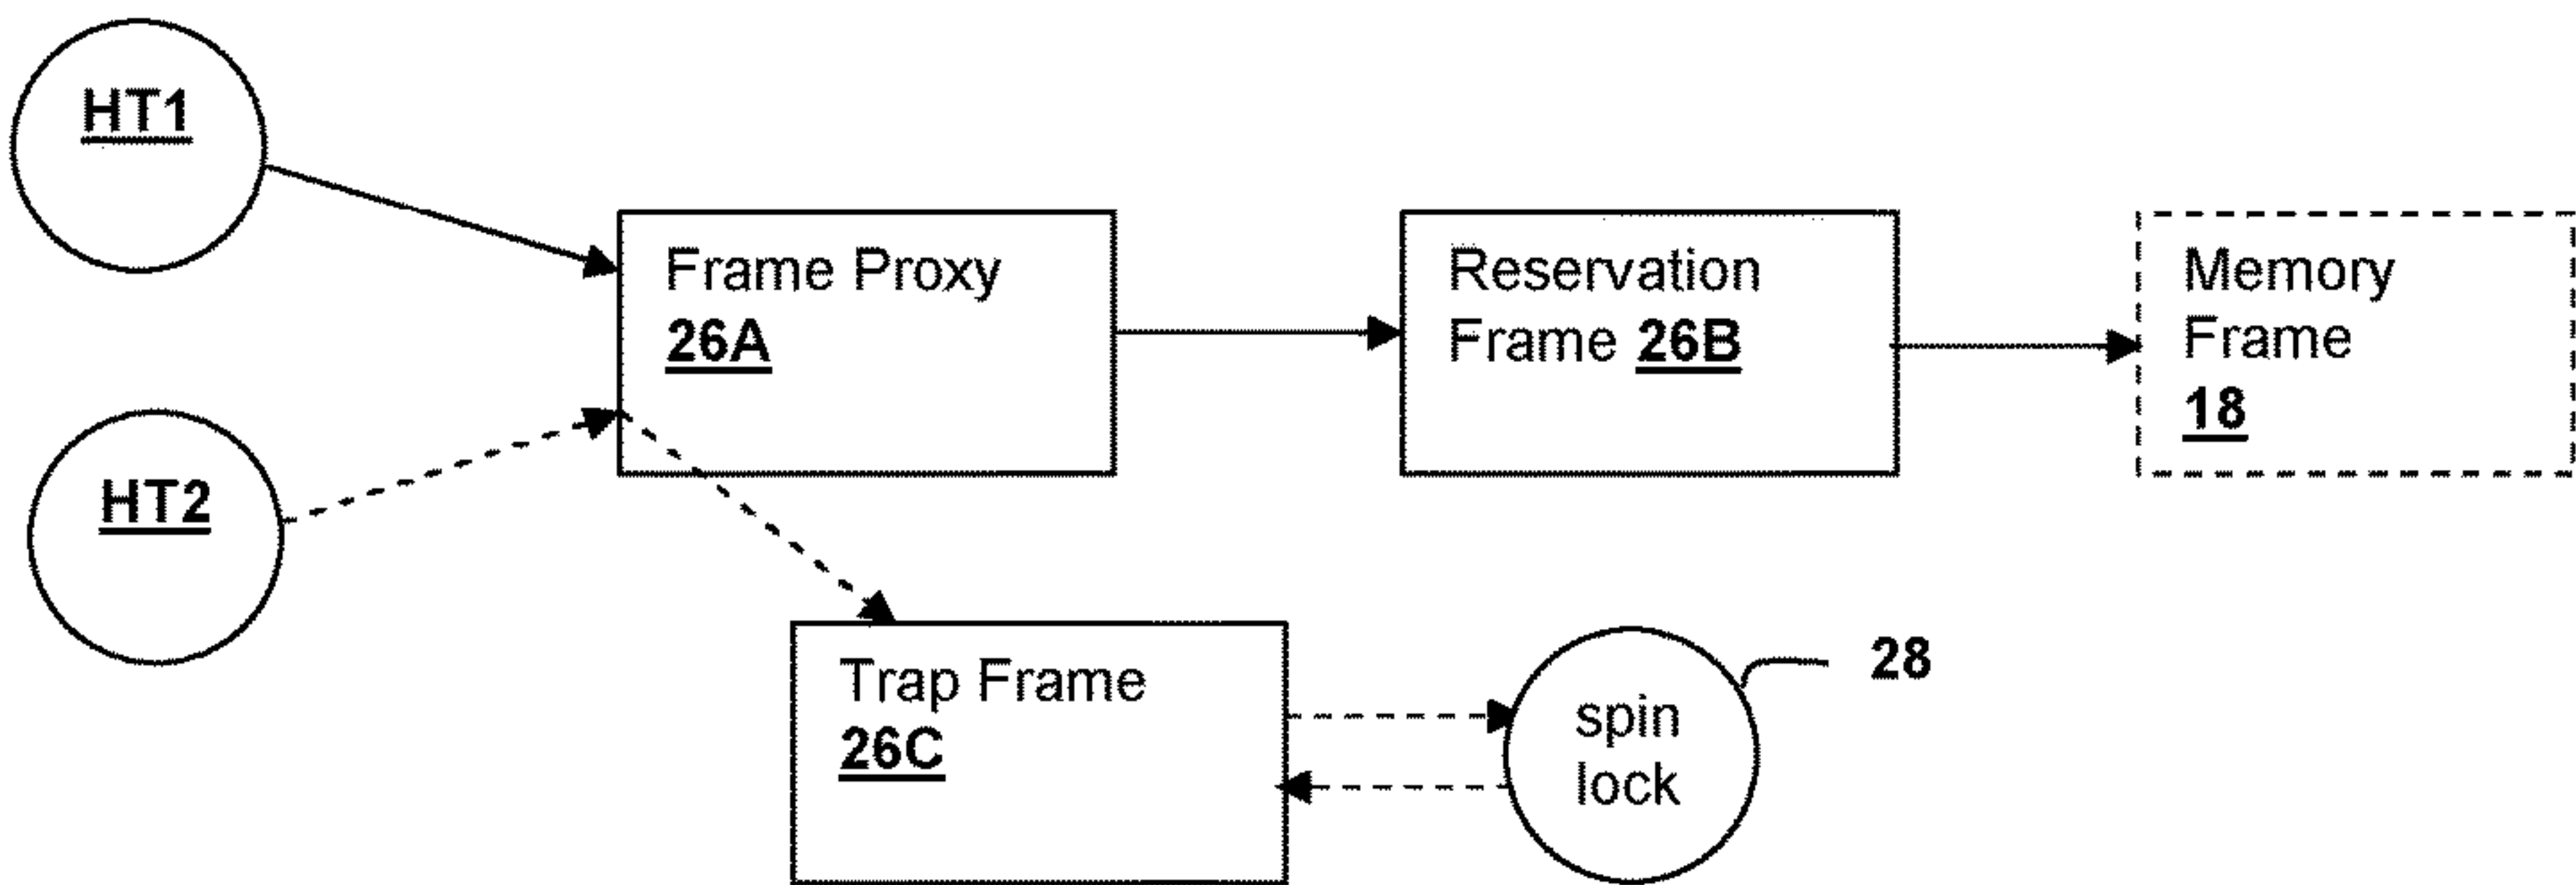 HT1
Frame Proxy
26A
Reservation
Frame 26B
Memory
Frame
18
HT2
Trap Frame
26C
spin
lock
28